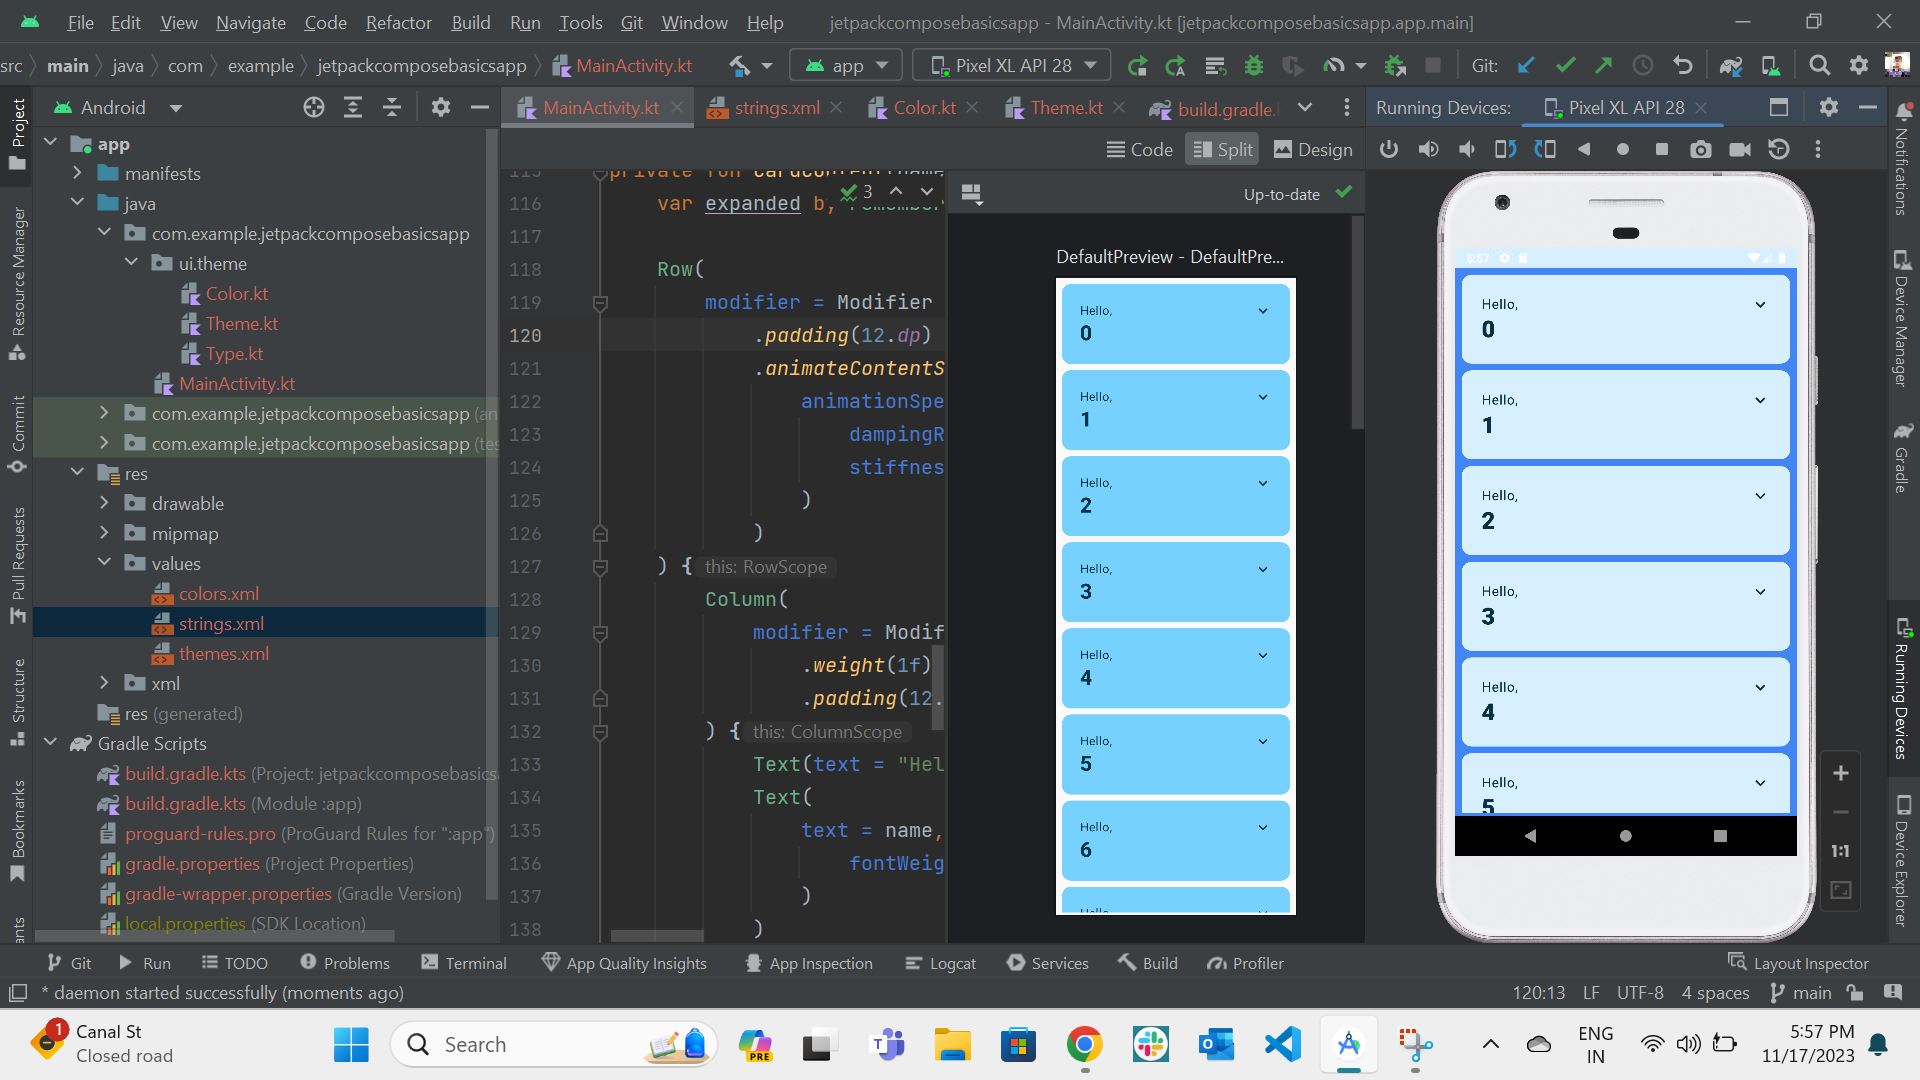 File Edit View Navigate Code Refactor Build Run Tools Git Window Help jetpackcomposebasicsapp - MainActivity.kt [jetpackcomposebasicsapp.app.main]
src main java com example jetpackcomposebasicsapp MainActivity.kt app Pixel XL API 28 Git:
Project
Resource Manager
Commit
Pull Requests
Structure
Bookmarks
Android
app
manifests
java
com.example.jetpackcomposebasicsapp
ui.theme
Color.kt
Theme.kt
Type.kt
MainActivity.kt
com.example.jetpackcomposebasicsapp (an
com.example.jetpackcomposebasicsapp (tes
res
drawable
mipmap
values
colors.xml
strings.xml
themes.xml
xml
res (generated)
Gradle Scripts
build.gradle.kts (Project: jetpackcomposebasics
build.gradle.kts (Module :app)
proguard-rules.pro (ProGuard Rules for ":app")
gradle.properties (Project Properties)
gradle-wrapper.properties (Gradle Version)
local.properties (SDK Location)
MainActivity.kt strings.xml Color.kt Theme.kt build.gradle.
Code Split Design
3
116 var expanded b
117
118 Row(
119 modifier = Modifier
120 .padding(12.dp)
121 .animateContentS
122 animationSpe
123 dampingR
124 stiffnes
125 )
126 )
127 ) { this: RowScope
128 Column(
129 modifier = Modif
130 .weight(1f)
131 .padding(12.
132 ) { this: ColumnScope
133 Text(text = "Hel
134 Text(
135 text = name,
136 fontWeig
137 )
138 )
Up-to-date
DefaultPreview - DefaultPre...
Hello,
0
Hello,
1
Hello,
2
Hello,
3
Hello,
4
Hello,
5
Hello,
6
Hello,
Running Devices: Pixel XL API 28
5:57
Hello,
0
Hello,
1
Hello,
2
Hello,
3
Hello,
4
Hello,
5
1:1
Notifications
Device Manager
Gradle
Running Devices
Device Explorer
Git Run TODO Problems Terminal App Quality Insights App Inspection Logcat Services Build Profiler Layout Inspector
* daemon started successfully (moments ago) 120:13 LF UTF-8 4 spaces main
1
Canal St
Closed road
Search
PRE
ENG
IN
5:57 PM
11/17/2023